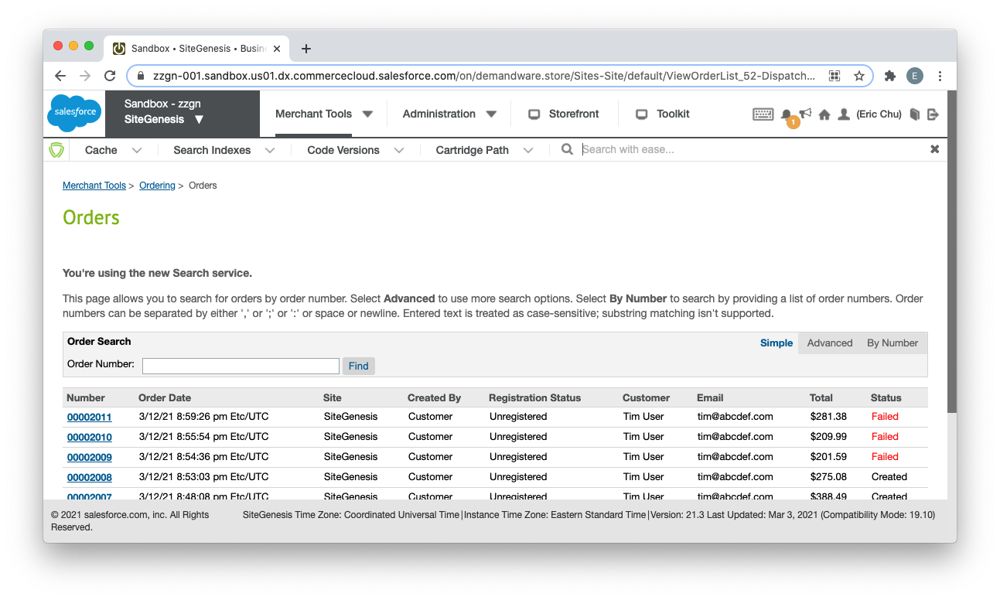 Sandbox • SiteGenesis • Busin
zzgn-001.sandbox.us01.dx.commercecloud.salesforce.com/on/demandware.store/Sites-Site/default/ViewOrderList_52-Dispatch... E
salesforce
Sandbox - zzgn
SiteGenesis ▼
Merchant Tools Administration Storefront Toolkit 1 (Eric Chu)
Cache Search Indexes Code Versions Cartridge Path Search with ease...
Merchant Tools > Ordering > Orders
Orders
You're using the new Search service.
This page allows you to search for orders by order number. Select Advanced to use more search options. Select By Number to search by providing a list of order numbers. Order
numbers can be separated by either ',' or ';' or ':' or space or newline. Entered text is treated as case-sensitive; substring matching isn't supported.
Order Search Simple Advanced By Number
Order Number: Find
Number Order Date Site Created By Registration Status Customer Email Total Status
00002011 3/12/21 8:59:26 pm Etc/UTC SiteGenesis Customer Unregistered Tim User tim@abcdef.com $281.38 Failed
00002010 3/12/21 8:55:54 pm Etc/UTC SiteGenesis Customer Unregistered Tim User tim@abcdef.com $209.99 Failed
00002009 3/12/21 8:54:36 pm Etc/UTC SiteGenesis Customer Unregistered Tim User tim@abcdef.com $201.59 Failed
00002008 3/12/21 8:53:03 pm Etc/UTC SiteGenesis Customer Unregistered Tim User tim@abcdef.com $275.08 Created
00002007 3/12/21 8:48:08 pm Etc/UTC SiteGenesis Customer Unregistered Tim User tim@abcdef.com $388.49 Created
© 2021 salesforce.com, inc. All Rights SiteGenesis Time Zone: Coordinated Universal Time|Instance Time Zone: Eastern Standard Time|Version: 21.3 Last Updated: Mar 3, 2021 (Compatibility Mode: 19.10)
Reserved.